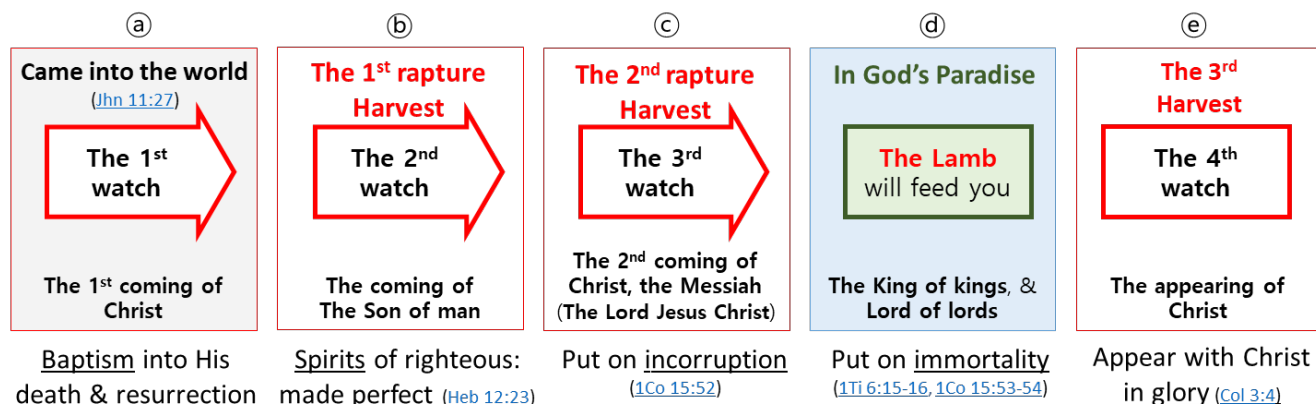 ⓐ
Came into the world
(Jhn 11:27)
The 1st
watch
The 1st coming of
Christ
Baptism into His
death & resurrection
ⓑ
The 1st rapture
Harvest
The 2nd
watch
The coming of
The Son of man
Spirits of righteous:
made perfect (Heb 12:23)
ⓒ
The 2nd rapture
Harvest
The 3rd
watch
The 2nd coming of
Christ, the Messiah
(The Lord Jesus Christ)
Put on incorruption
(1Co 15:52)
ⓓ
In God's Paradise
The Lamb
will feed you
The King of kings, &
Lord of lords
Put on immortality
(1Ti 6:15-16, 1Co 15:53-54)
ⓔ
The 3rd
Harvest
The 4th
watch
The appearing of
Christ
Appear with Christ
in glory (Col 3:4)